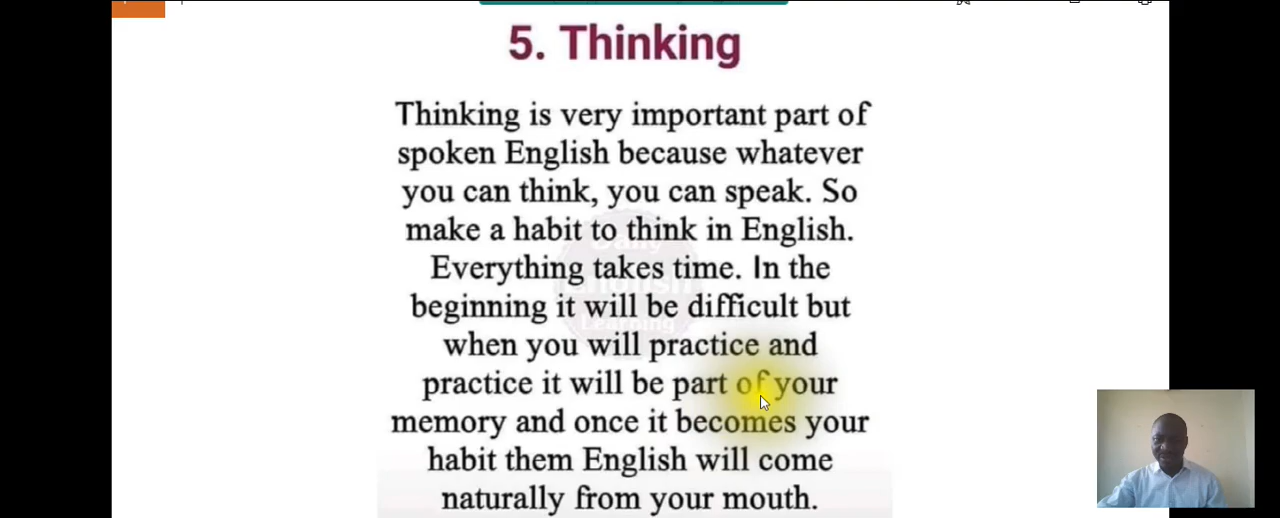 5. Thinking
Thinking is very important part of
spoken English because whatever
you can think, you can speak. So
make a habit to think in English.
Everything takes time. In the
beginning it will be difficult but
when you will practice and
practice it will be part of your
memory and once it becomes your
habit them English will come
naturally from your mouth.
Daily
English
Learning